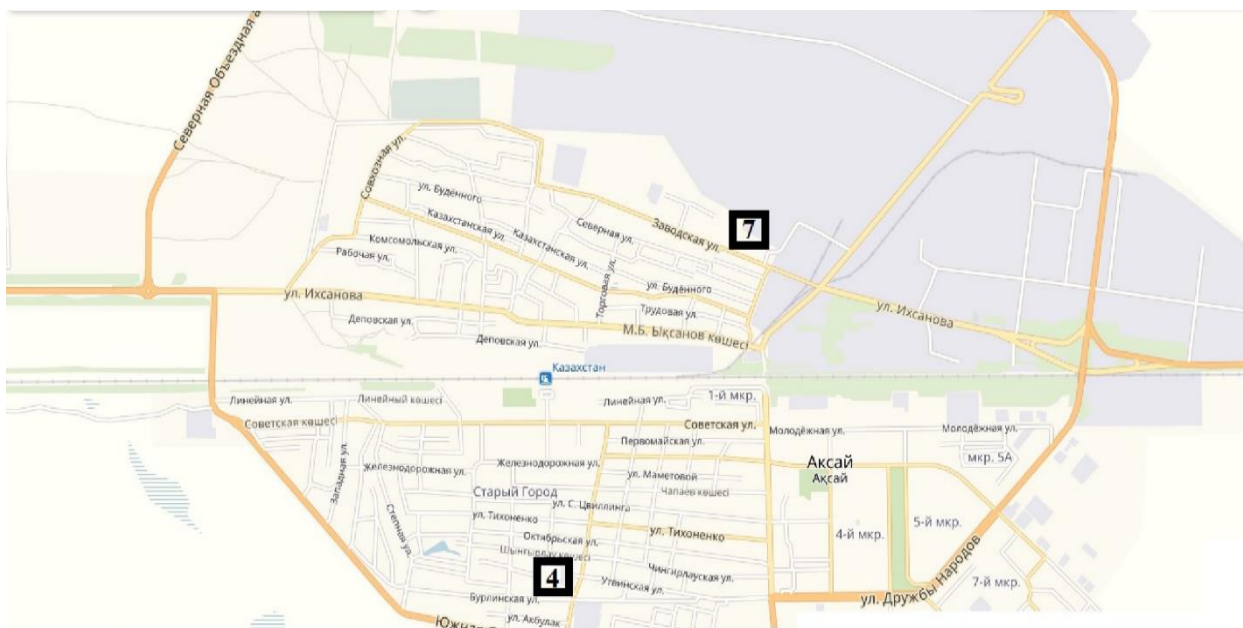 Северная Объездная а
Совхозная ул.
ул. Будённого
Казахстанская ул.
Казахстанская ул.
Северная ул.
Заводская ул.
7
Комсомольская ул.
Рабочая ул.
Торговая ул.
ул. Будённого
Трудовая ул.
ул. Ихсанова
ул. Ихсанова
Деповская ул.
Деповская ул.
М.Б. Ықсанов көшесі
Казахстан
Линейная ул.
Линейный көшесі
Линейная ул.
1-й мкр.
Советская көшесі
Советская ул.
Молодёжная ул.
Молодёжная ул.
Первомайская ул.
мкр. 5А
Западная ул.
Железнодорожная ул.
Железнодорожная ул.
ул. Маметовой
Аксай
Ақсай
Старый Город
Чапаев көшесі
ул. С. Цвиллинга
Степная ул.
ул. Тихоненко
ул. Тихоненко
Октябрьская ул.
4-й мкр.
5-й мкр.
Шыңғырлау көшесі
4
Утвинская ул.
Чингирлауская ул.
7-й мкр.
Бурлинская ул.
ул. Дружбы Народов
ул. Акбулак
Южная